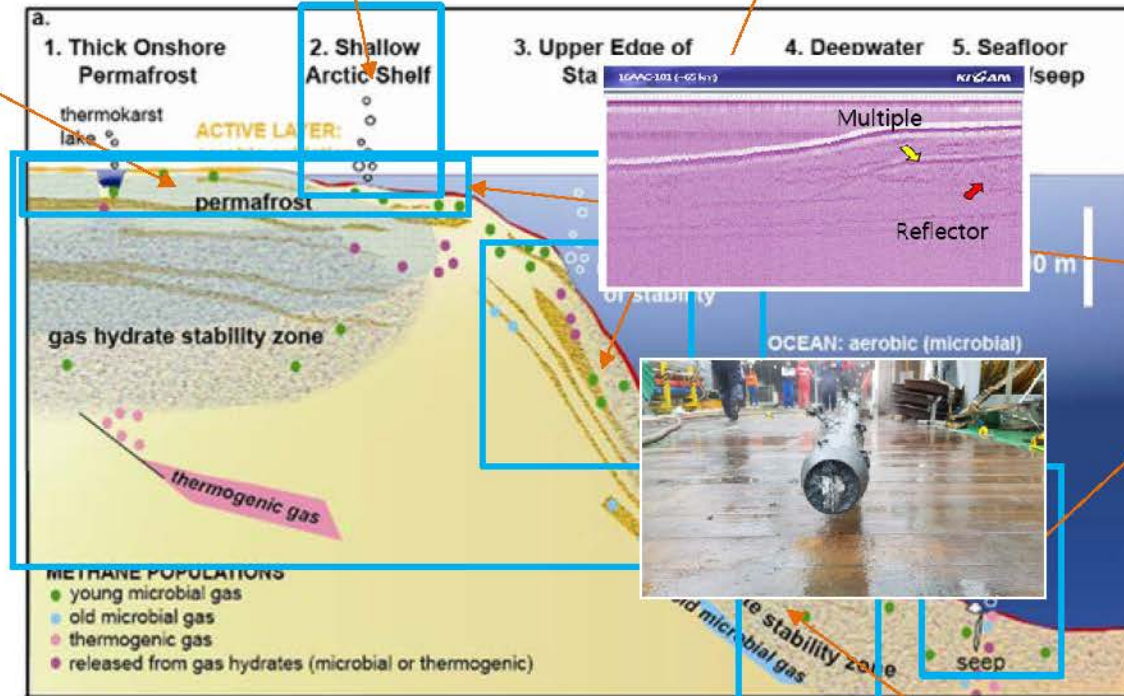 a.
1. Thick Onshore
Permafrost
2. Shallow
Arctic Shelf
3. Upper Edge of
Sta
4. Deepwater
5. Seafloor
/seep
thermokarst
lake
ACTIVE LAYER:
permafrost
Multiple
Reflector
KIGAM
0 m
of stability
gas hydrate stability zone
OCEAN: aerobic (microbial)
thermogenic gas
METHANE POPULATIONS
young microbial gas
old microbial gas
thermogenic gas
released from gas hydrates (microbial or thermogenic)
te stability zone
old microbial gas
seep